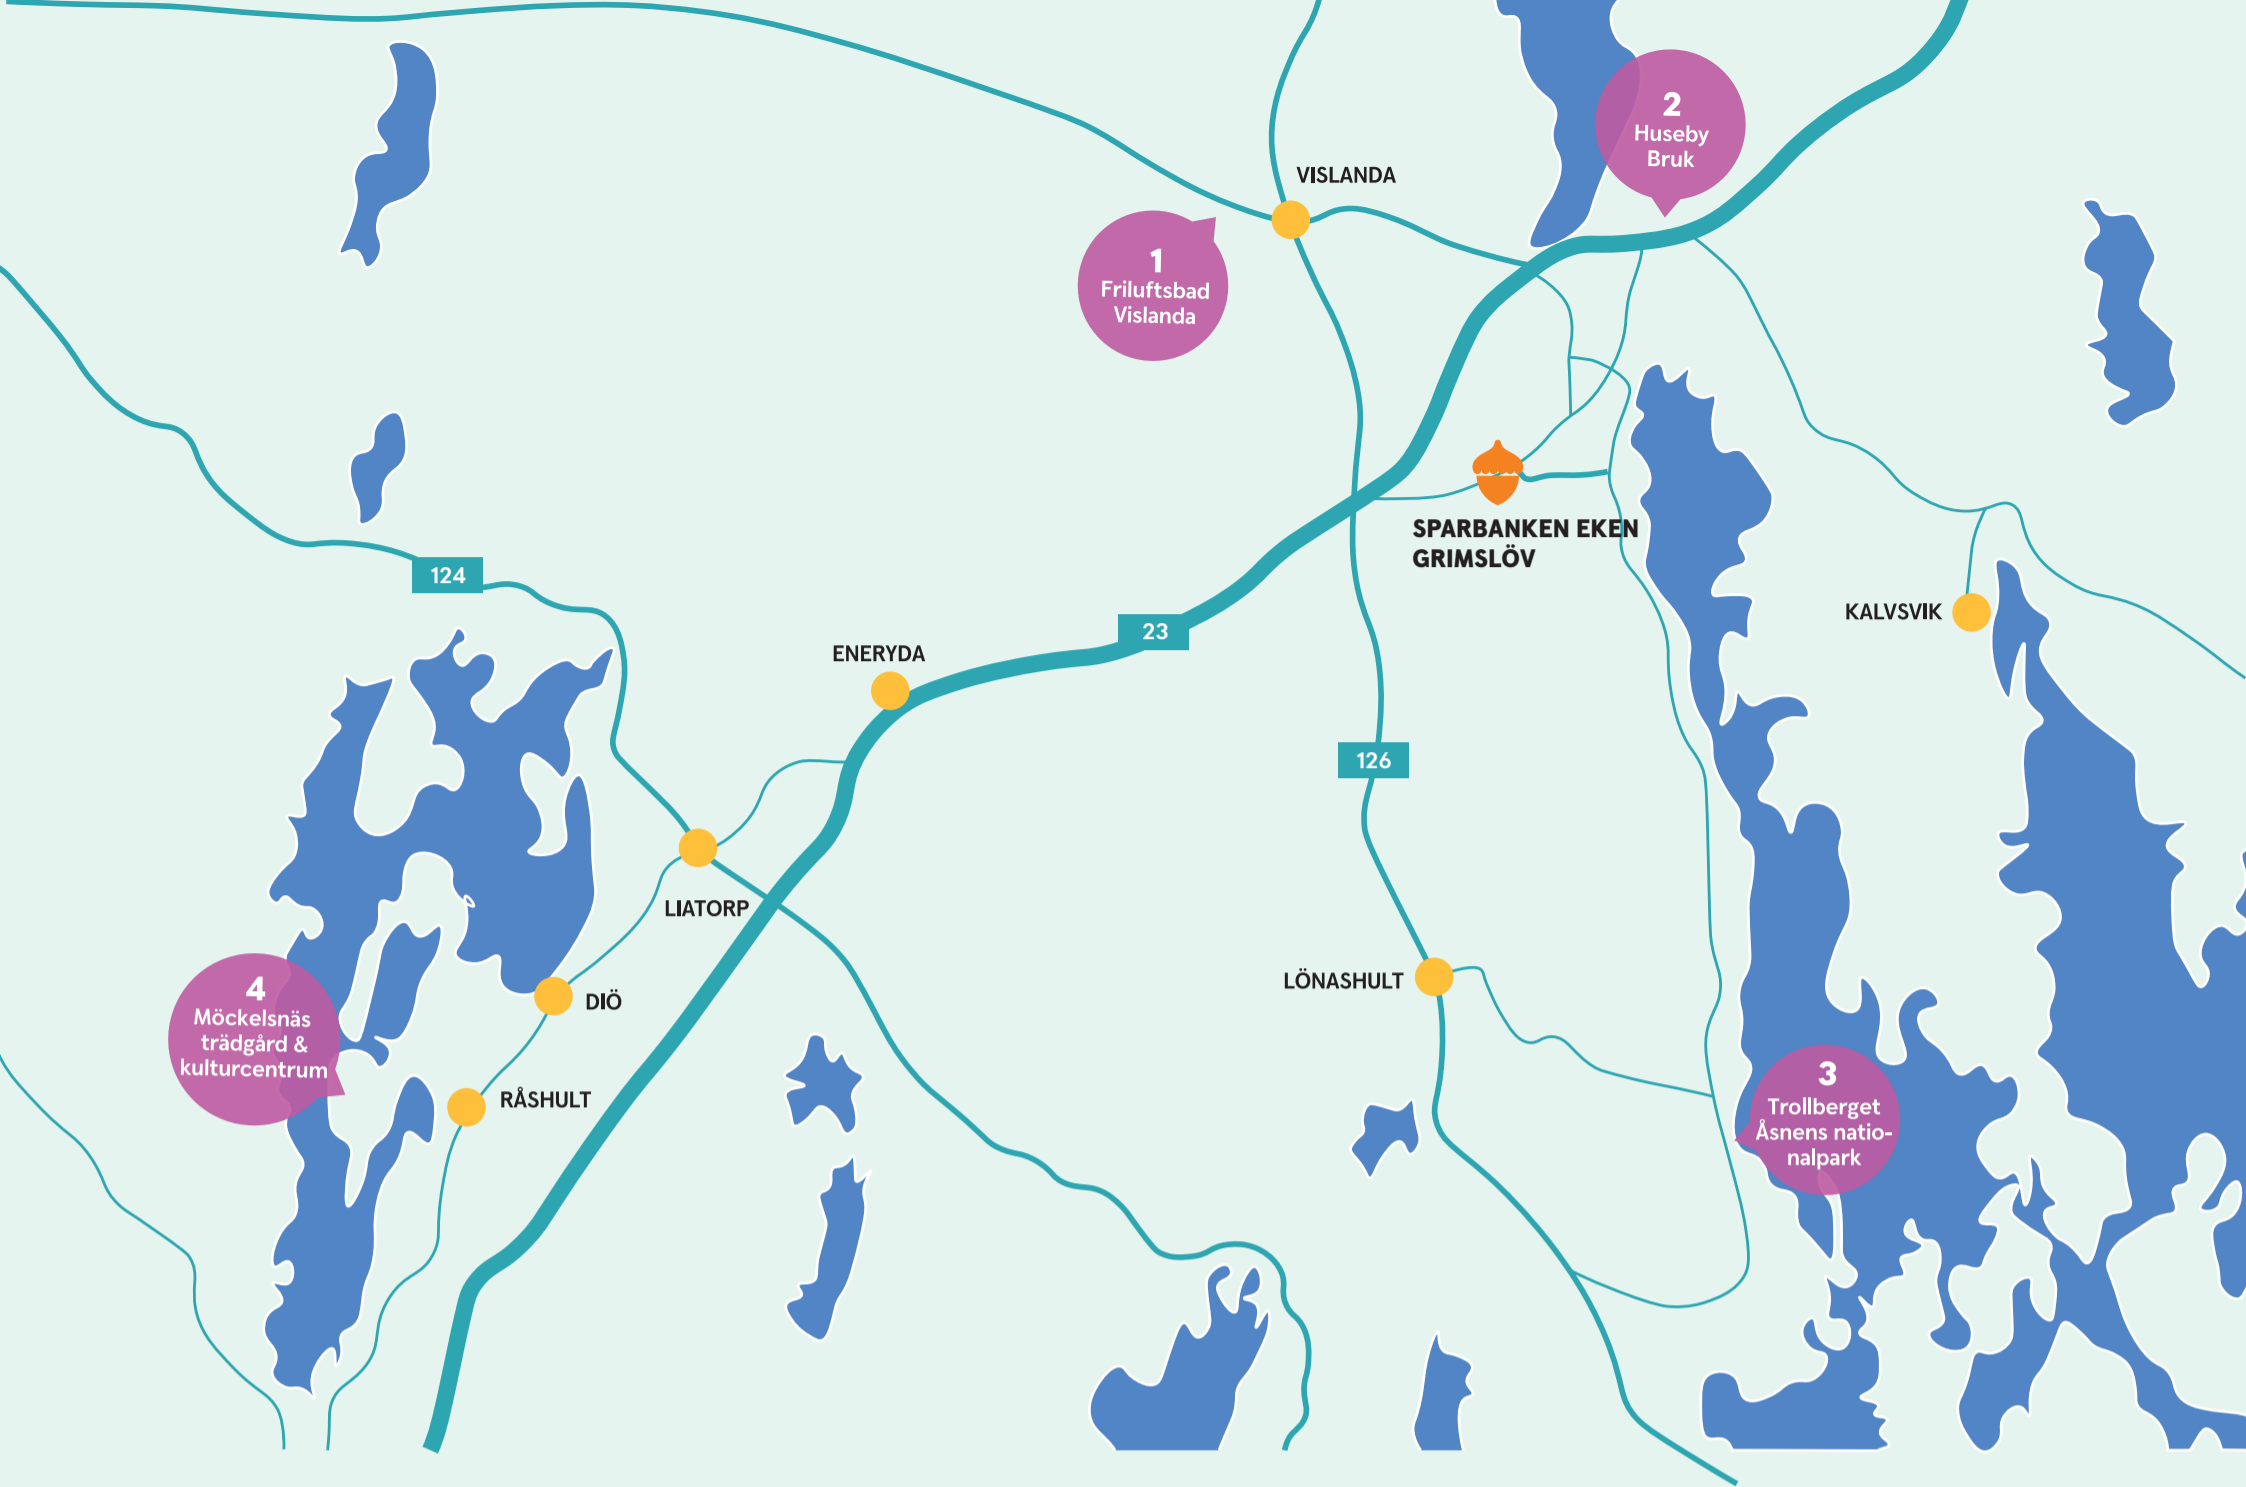 2
Huseby
Bruk
VISLANDA
1
Friluftsbad
Vislanda
SPARBANKEN EKEN
GRIMSLÖV
124
KALVSVIK
23
ENERYDA
126
LIATORP
LÖNASHULT
DIÖ
4
Möckelsnäs
trädgård &
kulturcentrum
RÅSHULT
3
Trollberget
Åsnens natio-
nalpark